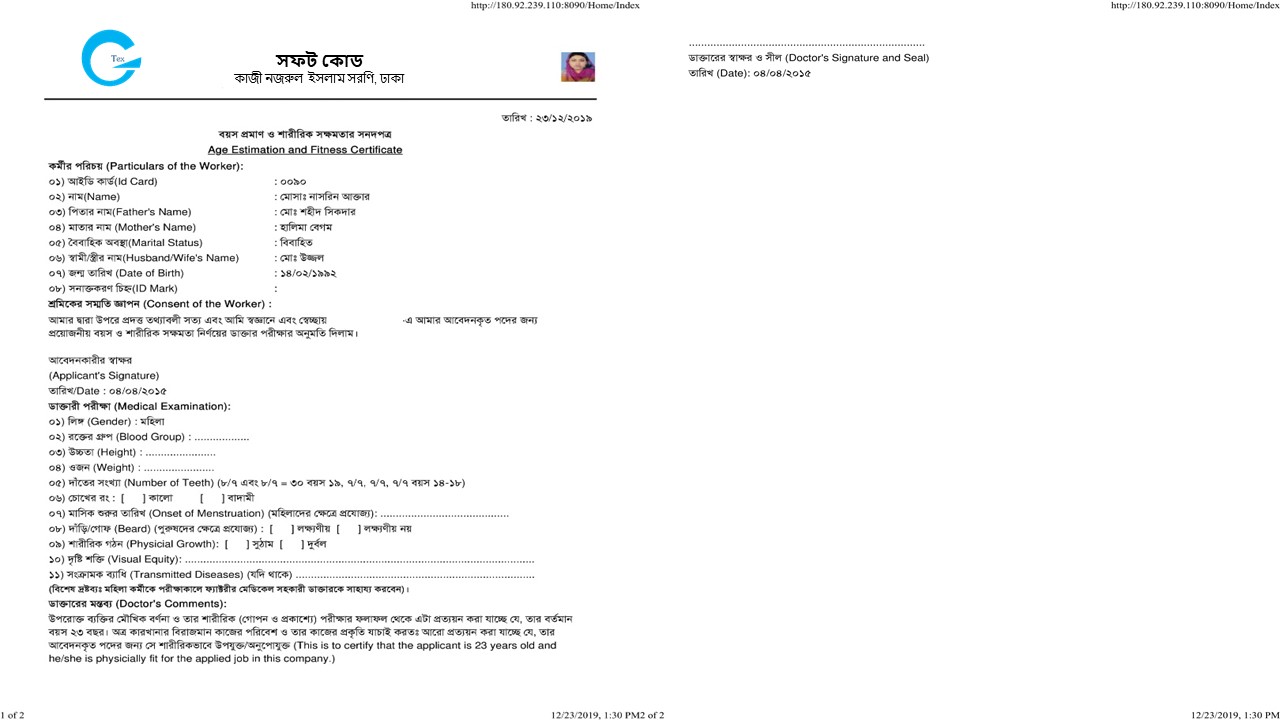 http://180.92.239.110:8090/Home/Index
Tex
সফট কোড
কাজী নজরুল ইসলাম সরণি, ঢাকা
তারিখ : ২৩/১২/২০১৯
বয়স প্রমাণ ও শারীরিক সক্ষমতার সনদপত্র
Age Estimation and Fitness Certificate
কর্মীর পরিচয় (Particulars of the Worker):
০১) আইডি কার্ড(Id Card) : ০০৯০
০২) নাম(Name) : মোসাঃ নাসরিন আক্তার
০৩) পিতার নাম(Father's Name) : মোঃ শহীদ সিকদার
০৪) মাতার নাম (Mother's Name) : হালিমা বেগম
০৫) বৈবাহিক অবস্থা(Marital Status) : বিবাহিত
০৬) স্বামী/স্ত্রীর নাম(Husband/Wife's Name) : মোঃ উজ্জল
০৭) জন্ম তারিখ (Date of Birth) : ১৪/০২/১৯৯২
০৮) সনাক্তকরণ চিহ্ন(ID Mark) :
শ্রমিকের সম্মতি জ্ঞাপন (Consent of the Worker) :
আমার দ্বারা উপরে প্রদত্ত তথ্যাবলী সত্য এবং আমি স্বজ্ঞানে এবং স্বেচ্ছায় -এ আমার আবেদনকৃত পদের জন্য
প্রয়োজনীয় বয়স ও শারীরিক সক্ষমতা নির্ণয়ের ডাক্তার পরীক্ষার অনুমতি দিলাম।
আবেদনকারীর স্বাক্ষর
(Applicant's Signature)
তারিখ/Date : ০৪/০৪/২০১৫
ডাক্তারী পরীক্ষা (Medical Examination):
০১) লিঙ্গ (Gender) : মহিলা
০২) রক্তের গ্রুপ (Blood Group) : ..................
০৩) উচ্চতা (Height) : .......................
০৪) ওজন (Weight) : .......................
০৫) দাঁতের সংখ্যা (Number of Teeth) (৮/৭ এবং ৮/৭ = ৩০ বয়স ১৯, ৭/৭, ৭/৭, ৭/৭ বয়স ১৪-১৮)
০৬) চোখের রং : [ ] কালো [ ] বাদামী
০৭) মাসিক শুরুর তারিখ (Onset of Menstruation) (মহিলাদের ক্ষেত্রে প্রযোজ্য): ..........................................
০৮) দাঁড়ি/গোফ (Beard) (পুরুষদের ক্ষেত্রে প্রযোজ্য) : [ ] লক্ষ্যণীয় [ ] লক্ষ্যণীয় নয়
০৯) শারীরিক গঠন (Physicial Growth): [ ] সুঠাম [ ] দুর্বল
১০) দৃষ্টি শক্তি (Visual Equity): ...................................................................................................................
১১) সংক্রামক ব্যাধি (Transmitted Diseases) (যদি থাকে) ...............................................................................
(বিশেষ দ্রষ্টব্যঃ মহিলা কর্মীকে পরীক্ষাকালে ফ্যাক্টরীর মেডিকেল সহকারী ডাক্তারকে সাহায্য করবেন)।
ডাক্তারের মন্তব্য (Doctor's Comments):
উপরোক্ত ব্যক্তির মৌখিক বর্ণনা ও তার শারীরিক (গোপন ও প্রকাশ্যে) পরীক্ষার ফলাফল থেকে এটা প্রত্যয়ন করা যাচ্ছে যে, তার বর্তমান
বয়স ২৩ বছর। অত্র কারখানার বিরাজমান কাজের পরিবেশ ও তার কাজের প্রকৃতি যাচাই করতঃ আরো প্রত্যয়ন করা যাচ্ছে যে, তার
আবেদনকৃত পদের জন্য সে শারীরিকভাবে উপযুক্ত/অনুপোযুক্ত (This is to certify that the applicant is 23 years old and
he/she is physicially fit for the applied job in this company.)
1 of 2 12/23/2019, 1:30 PM
http://180.92.239.110:8090/Home/Index
.............................................................................
ডাক্তারের স্বাক্ষর ও সীল (Doctor's Signature and Seal)
তারিখ (Date): ০৪/০৪/২০১৫
2 of 2 12/23/2019, 1:30 PM